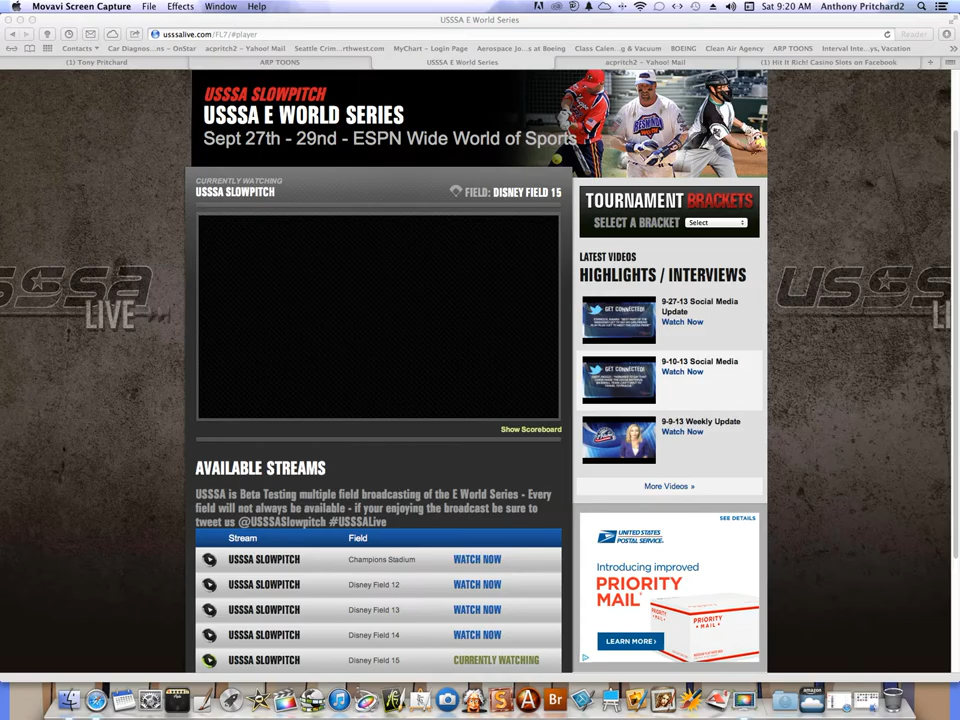 Movavi Screen Capture File Effects Window Help Sat 9:20 AM Anthony Pritchard2
USSSA E World Series
usssalive.com/FL7/#player Reader
Contacts Car Diagnos... - OnStar acpritch2 – Yahoo! Mail Seattle Crim...rthwest.com MyChart - Login Page Aerospace Jo...s at Boeing Class Calen...g & Vacuum BOEING Clean Air Agency ARP TOONS Interval Inte...ys, Vacation
(1) Tony Pritchard ARP TOONS USSSA E World Series acpritch2 – Yahoo! Mail (1) Hit It Rich! Casino Slots on Facebook
USSSA SLOWPITCH
USSSA E WORLD SERIES
Sept 27th - 29nd - ESPN Wide World of Sports
CURRENTLY WATCHING
USSSA SLOWPITCH
FIELD: DISNEY FIELD 15
Show Scoreboard
AVAILABLE STREAMS
USSSA is Beta Testing multiple field broadcasting of the E World Series - Every
field will not always be available - if your enjoying the broadcast be sure to
tweet us @USSSASlowpitch #USSSALive
Stream Field
USSSA SLOWPITCH Champions Stadium WATCH NOW
USSSA SLOWPITCH Disney Field 12 WATCH NOW
USSSA SLOWPITCH Disney Field 13 WATCH NOW
USSSA SLOWPITCH Disney Field 14 WATCH NOW
USSSA SLOWPITCH Disney Field 15 CURRENTLY WATCHING
TOURNAMENT BRACKETS
SELECT A BRACKET Select
LATEST VIDEOS
HIGHLIGHTS / INTERVIEWS
GET CONNECTED!
9-27-13 Social Media
Update
Watch Now
GET CONNECTED!
9-10-13 Social Media
Watch Now
9-9-13 Weekly Update
Watch Now
More Videos »
SEE DETAILS
UNITED STATES
POSTAL SERVICE.
Introducing improved
PRIORITY
MAIL
PRIORITY
MAIL
LEARN MORE ›
usssa
LIVE